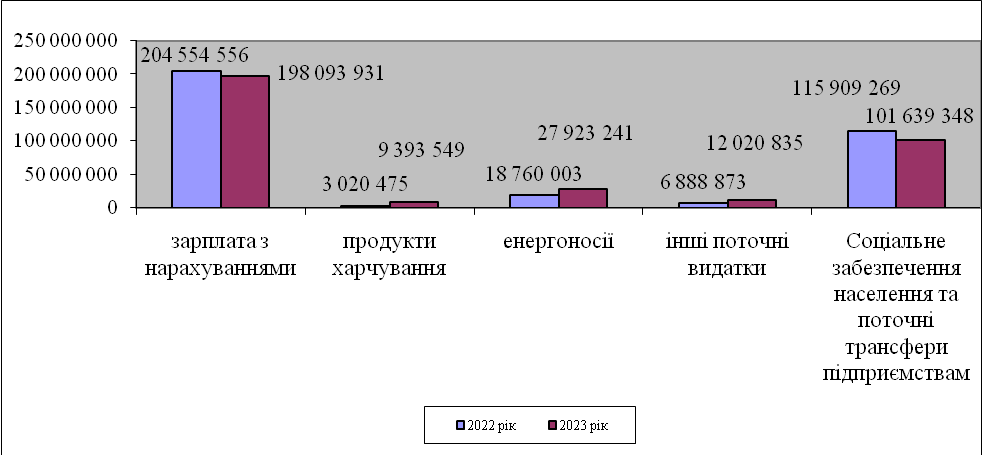 250 000 000
200 000 000
150 000 000
100 000 000
50 000 000
0
204 554 556
198 093 931
3 020 475
9 393 549
18 760 003
27 923 241
6 888 873
12 020 835
115 909 269
101 639 348
зарплата з
нарахуваннями
продукти
харчування
енергоносії
інші поточні
видатки
Соціальне
забезпечення
населення та
поточні
трансфери
підприємствам
2022 рік
2023 рік